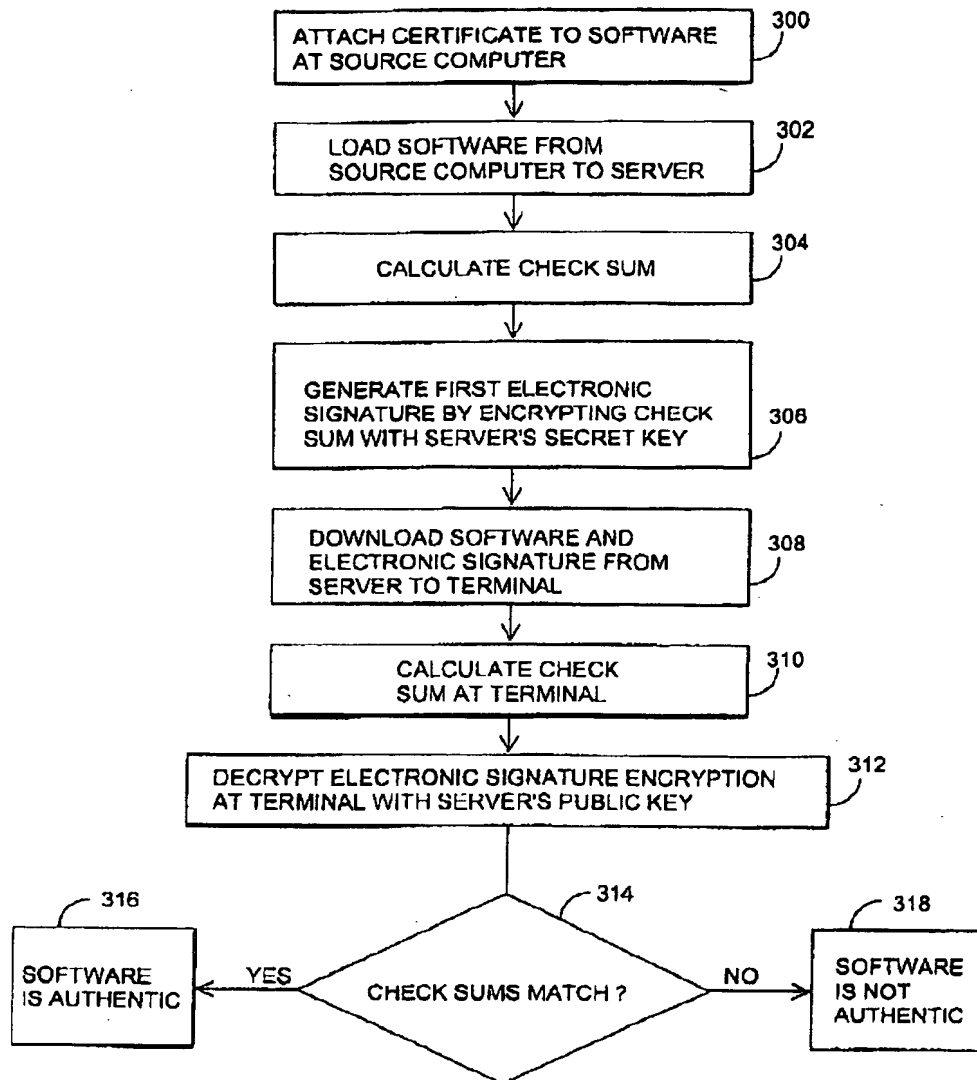 300
ATTACH CERTIFICATE TO SOFTWARE
AT SOURCE COMPUTER
302
LOAD SOFTWARE FROM
SOURCE COMPUTER TO SERVER
304
CALCULATE CHECK SUM
GENERATE FIRST ELECTRONIC
SIGNATURE BY ENCRYPTING CHECK
SUM WITH SERVER'S SECRET KEY
306
DOWNLOAD SOFTWARE AND
ELECTRONIC SIGNATURE FROM
SERVER TO TERMINAL
308
CALCULATE CHECK
SUM AT TERMINAL
310
DECRYPT ELECTRONIC SIGNATURE ENCRYPTION
AT TERMINAL WITH SERVER'S PUBLIC KEY
312
314
CHECK SUMS MATCH ?
YES
316
SOFTWARE
IS AUTHENTIC
NO
318
SOFTWARE
IS NOT
AUTHENTIC